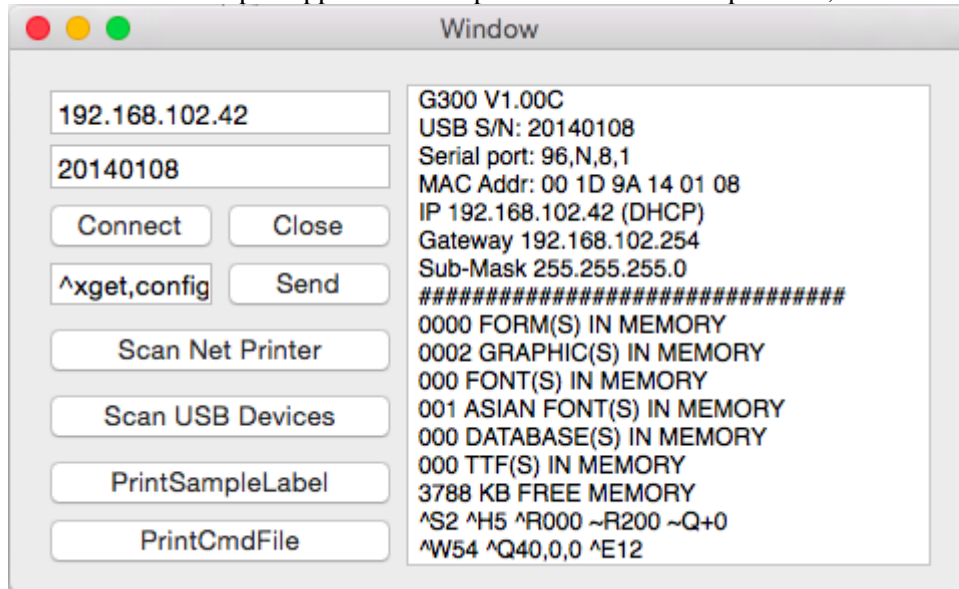 Window
192.168.102.42
20140108
Connect
Close
^xget,config
Send
Scan Net Printer
Scan USB Devices
PrintSampleLabel
PrintCmdFile
G300 V1.00C
USB S/N: 20140108
Serial port: 96,N,8,1
MAC Addr: 00 1D 9A 14 01 08
IP 192.168.102.42 (DHCP)
Gateway 192.168.102.254
Sub-Mask 255.255.255.0
################################
0000 FORM(S) IN MEMORY
0002 GRAPHIC(S) IN MEMORY
000 FONT(S) IN MEMORY
001 ASIAN FONT(S) IN MEMORY
000 DATABASE(S) IN MEMORY
000 TTF(S) IN MEMORY
3788 KB FREE MEMORY
^S2 ^H5 ^R000 ~R200 ~Q+0
^W54 ^Q40,0,0 ^E12